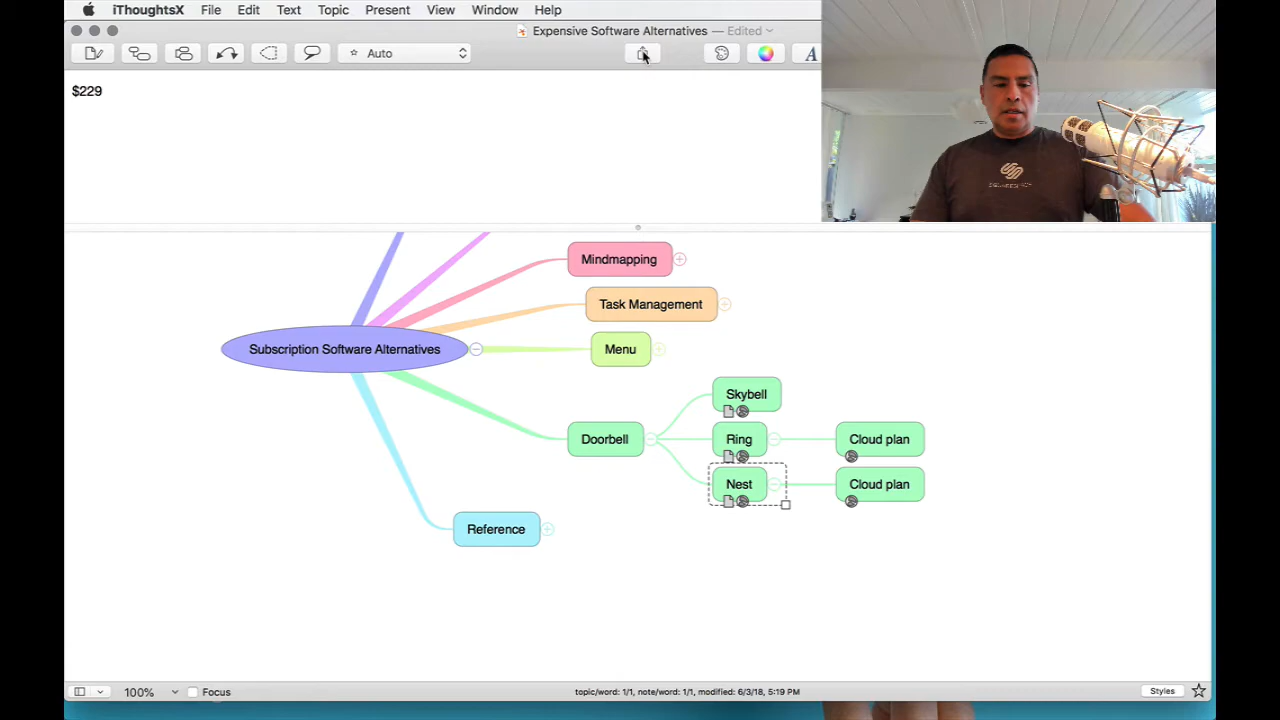 iThoughtsX File Edit Text Topic Present View Window Help
Expensive Software Alternatives — Edited
Auto
A
$229
Mindmapping
Task Management
Subscription Software Alternatives
Menu
Skybell
Doorbell
Ring
Cloud plan
Nest
Cloud plan
Reference
100%
Focus
topic/word: 1/1, note/word: 1/1, modified: 6/3/18, 5:19 PM
Styles